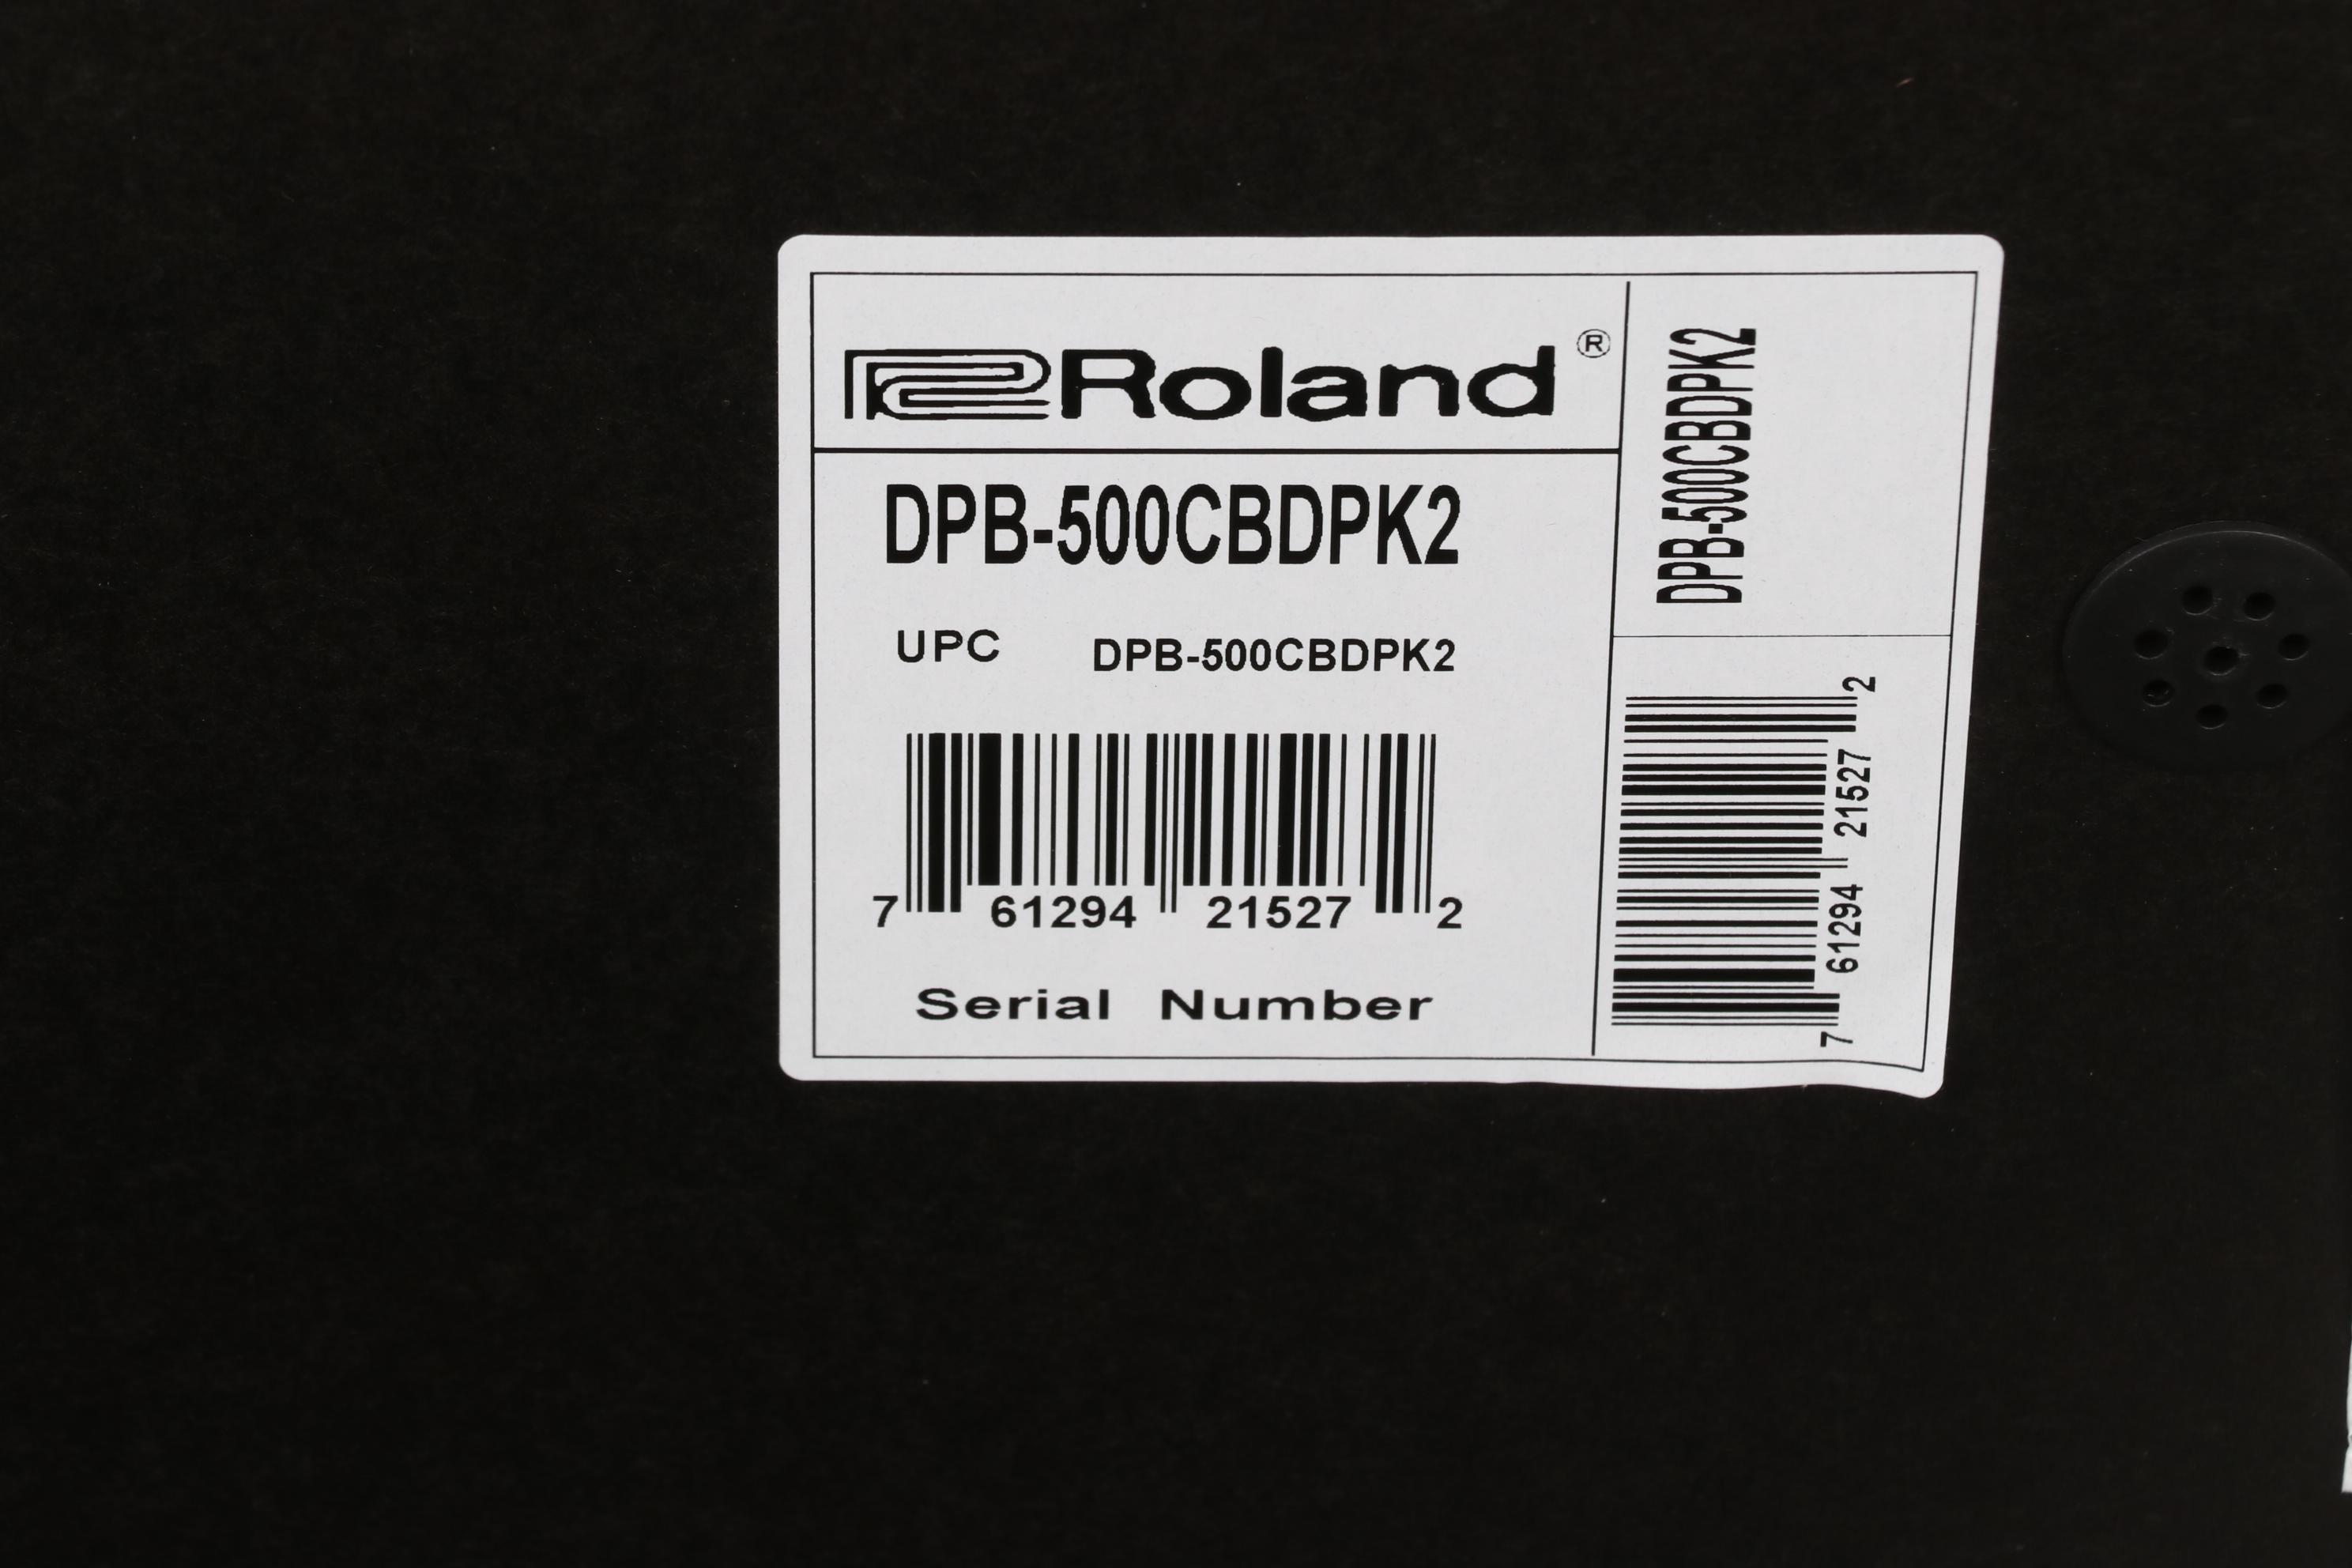 Roland®
DPB-500CBDPK2
UPC DPB-500CBDPK2
7 61294 21527 2
Serial Number
DPB-500CBDPK2
7 61294 21527 2